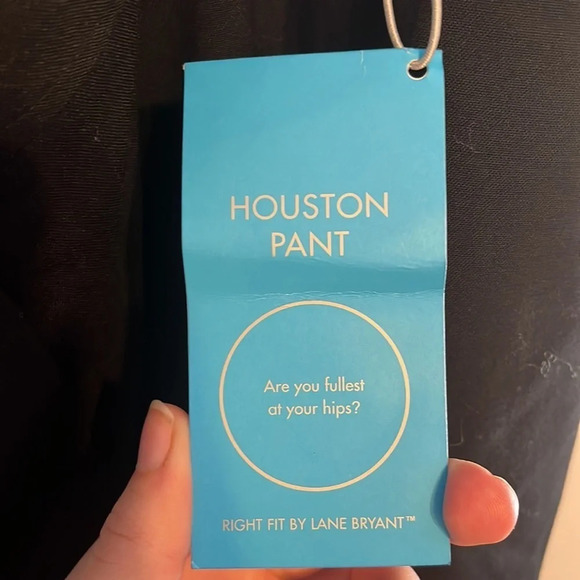 HOUSTON
PANT
Are you fullest
at your hips?
RIGHT FIT BY LANE BRYANT™